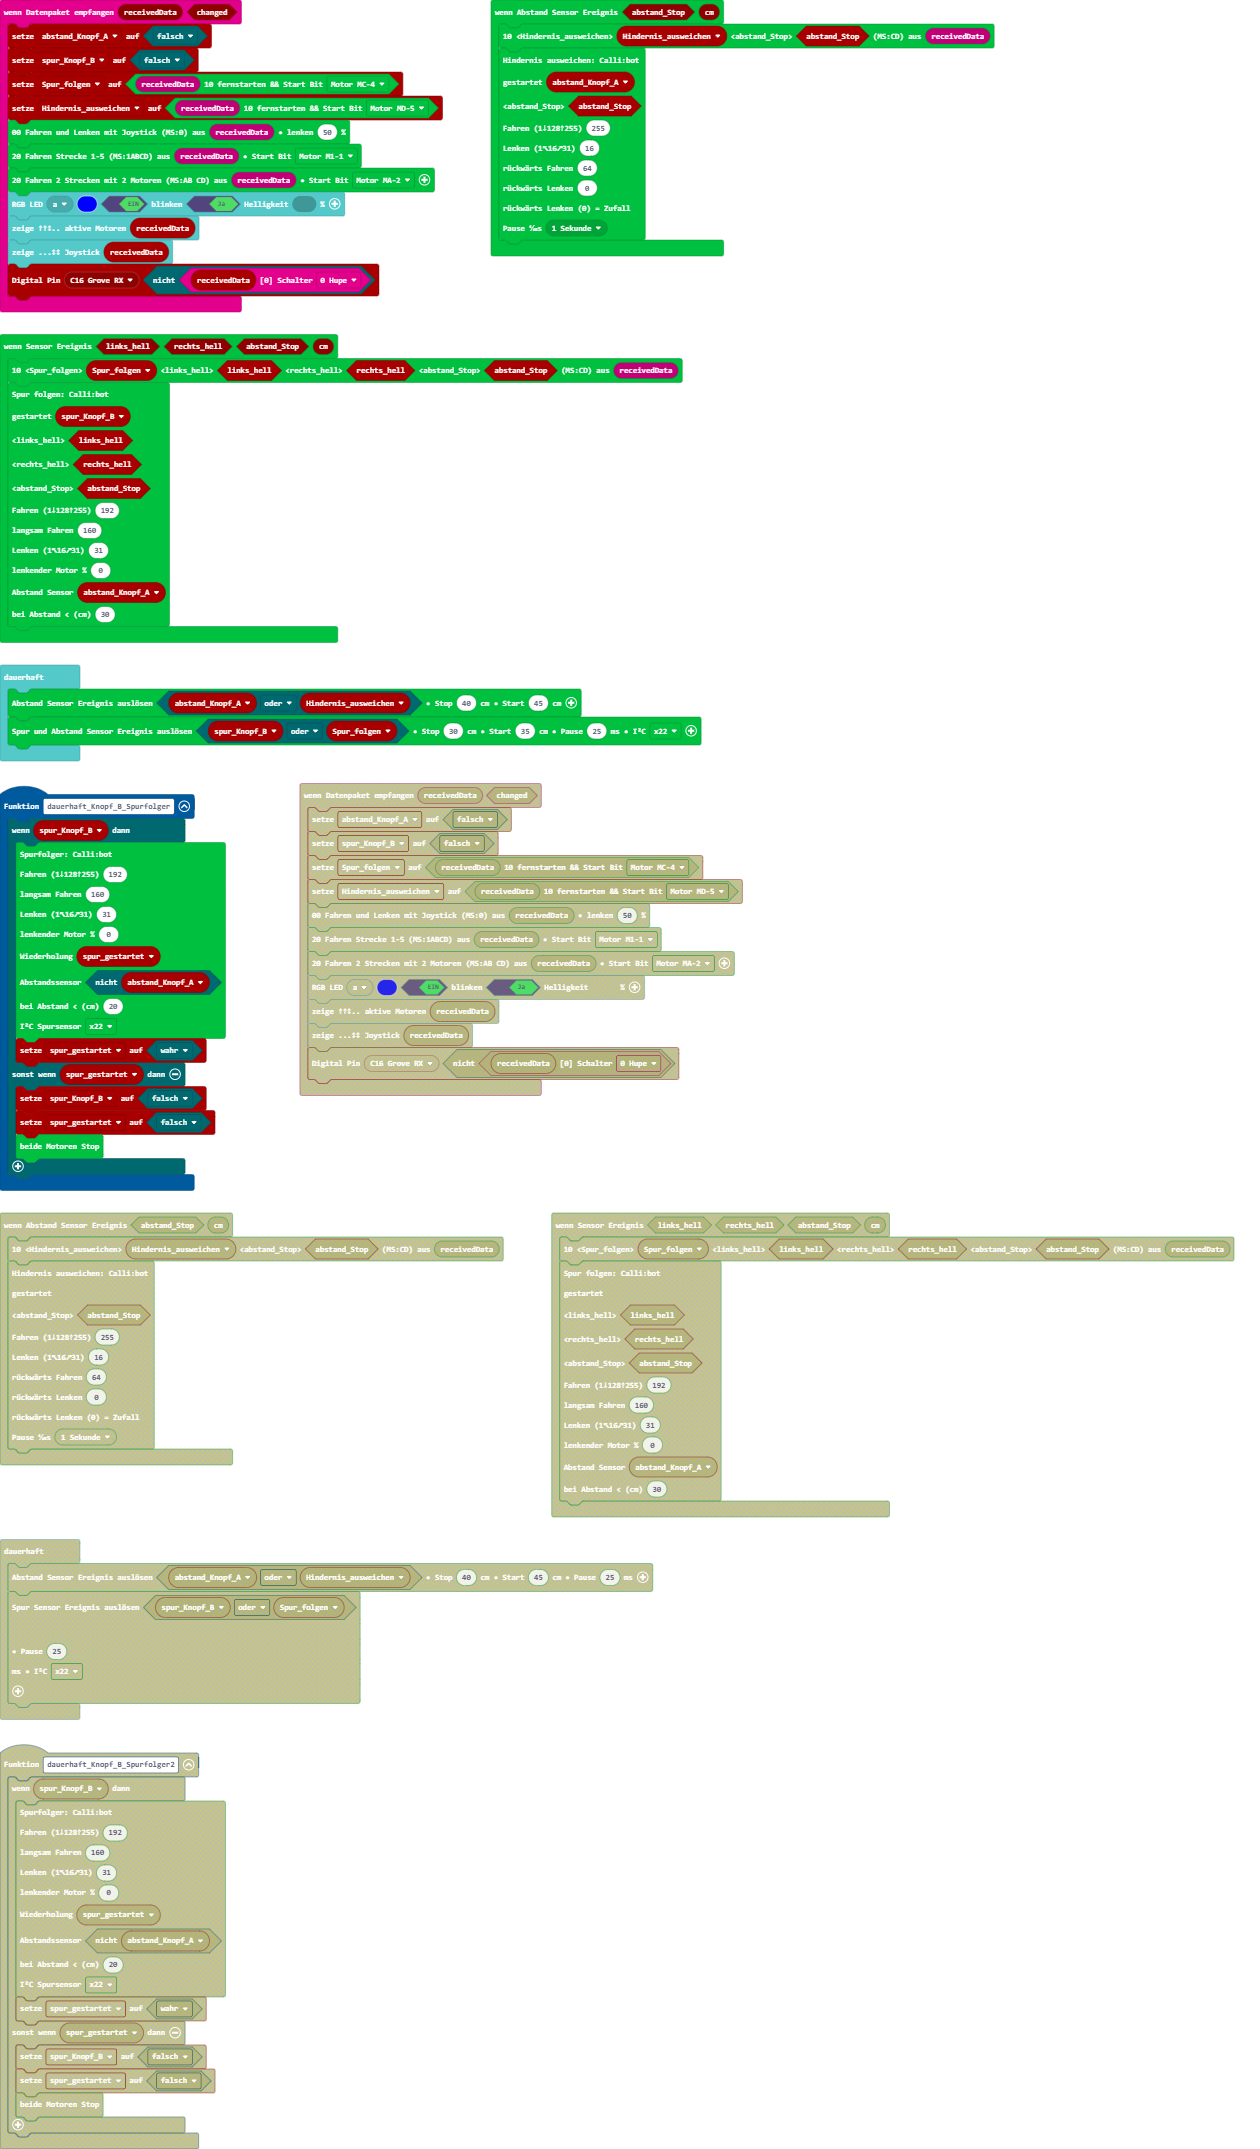 wenn Datenpaket empfangen receivedData changed
setze abstand_Knopf_A auf falsch
setze spur_Knopf_B auf falsch
setze Spur_folgen auf receivedData 10 fernstarten && Start Bit Motor MC-4
setze Hindernis_ausweichen auf receivedData 10 fernstarten && Start Bit Motor MD-5
00 Fahren und Lenken mit Joystick (MS:0) aus receivedData • lenken 50 %
20 Fahren Strecke 1-5 (MS:1ABCD) aus receivedData • Start Bit Motor M1-1
20 Fahren 2 Strecken mit 2 Motoren (MS:AB CD) aus receivedData • Start Bit Motor MA-2
RGB LED a EIN blinken Ja Helligkeit %
zeige ↑↑↕.. aktive Motoren receivedData
zeige ...↕↕ Joystick receivedData
Digital Pin C16 Grove RX nicht receivedData [0] Schalter 0 Hupe
wenn Abstand Sensor Ereignis abstand_Stop cm
10 <Hindernis_ausweichen> Hindernis_ausweichen <abstand_Stop> abstand_Stop (MS:CD) aus receivedData
Hindernis ausweichen: Calli:bot
gestartet abstand_Knopf_A
<abstand_Stop> abstand_Stop
Fahren (1↓128↑255) 255
Lenken (1↖16↗31) 16
rückwärts Fahren 64
rückwärts Lenken 0
rückwärts Lenken (0) = Zufall
Pause ⅒s 1 Sekunde
wenn Sensor Ereignis links_hell rechts_hell abstand_Stop cm
10 <Spur_folgen> Spur_folgen <links_hell> links_hell <rechts_hell> rechts_hell <abstand_Stop> abstand_Stop (MS:CD) aus receivedData
Spur folgen: Calli:bot
gestartet spur_Knopf_B
<links_hell> links_hell
<rechts_hell> rechts_hell
<abstand_Stop> abstand_Stop
Fahren (1↓128↑255) 192
langsam Fahren 160
Lenken (1↖16↗31) 31
lenkender Motor % 0
Abstand Sensor abstand_Knopf_A
bei Abstand < (cm) 30
dauerhaft
Abstand Sensor Ereignis auslösen abstand_Knopf_A oder Hindernis_ausweichen • Stop 40 cm • Start 45 cm
Spur und Abstand Sensor Ereignis auslösen spur_Knopf_B oder Spur_folgen • Stop 30 cm • Start 35 cm • Pause 25 ms • I²C x22
Funktion dauerhaft_Knopf_B_Spurfolger
wenn spur_Knopf_B dann
Spurfolger: Calli:bot
Fahren (1↓128↑255) 192
langsam Fahren 160
Lenken (1↖16↗31) 31
lenkender Motor % 0
Wiederholung spur_gestartet
Abstandssensor nicht abstand_Knopf_A
bei Abstand < (cm) 20
I²C Spursensor x22
setze spur_gestartet auf wahr
sonst wenn spur_gestartet dann
setze spur_Knopf_B auf falsch
setze spur_gestartet auf falsch
beide Motoren Stop
wenn Datenpaket empfangen receivedData changed
setze abstand_Knopf_A auf falsch
setze spur_Knopf_B auf falsch
setze Spur_folgen auf receivedData 10 fernstarten && Start Bit Motor MC-4
setze Hindernis_ausweichen auf receivedData 10 fernstarten && Start Bit Motor MD-5
00 Fahren und Lenken mit Joystick (MS:0) aus receivedData • lenken 50 %
20 Fahren Strecke 1-5 (MS:1ABCD) aus receivedData • Start Bit Motor M1-1
20 Fahren 2 Strecken mit 2 Motoren (MS:AB CD) aus receivedData • Start Bit Motor MA-2
RGB LED a EIN blinken Ja Helligkeit %
zeige ↑↑↕.. aktive Motoren receivedData
zeige ...↕↕ Joystick receivedData
Digital Pin C16 Grove RX nicht receivedData [0] Schalter 0 Hupe
wenn Abstand Sensor Ereignis abstand_Stop cm
10 <Hindernis_ausweichen> Hindernis_ausweichen <abstand_Stop> abstand_Stop (MS:CD) aus receivedData
Hindernis ausweichen: Calli:bot
gestartet
<abstand_Stop> abstand_Stop
Fahren (1↓128↑255) 255
Lenken (1↖16↗31) 16
rückwärts Fahren 64
rückwärts Lenken 0
rückwärts Lenken (0) = Zufall
Pause ⅒s 1 Sekunde
wenn Sensor Ereignis links_hell rechts_hell abstand_Stop cm
10 <Spur_folgen> Spur_folgen <links_hell> links_hell <rechts_hell> rechts_hell <abstand_Stop> abstand_Stop (MS:CD) aus receivedData
Spur folgen: Calli:bot
gestartet
<links_hell> links_hell
<rechts_hell> rechts_hell
<abstand_Stop> abstand_Stop
Fahren (1↓128↑255) 192
langsam Fahren 160
Lenken (1↖16↗31) 31
lenkender Motor % 0
Abstand Sensor abstand_Knopf_A
bei Abstand < (cm) 30
dauerhaft
Abstand Sensor Ereignis auslösen abstand_Knopf_A oder Hindernis_ausweichen • Stop 40 cm • Start 45 cm • Pause 25 ms
Spur Sensor Ereignis auslösen spur_Knopf_B oder Spur_folgen
• Pause 25
ms • I²C x22
Funktion dauerhaft_Knopf_B_Spurfolger2
wenn spur_Knopf_B dann
Spurfolger: Calli:bot
Fahren (1↓128↑255) 192
langsam Fahren 160
Lenken (1↖16↗31) 31
lenkender Motor % 0
Wiederholung spur_gestartet
Abstandssensor nicht abstand_Knopf_A
bei Abstand < (cm) 20
I²C Spursensor x22
setze spur_gestartet auf wahr
sonst wenn spur_gestartet dann
setze spur_Knopf_B auf falsch
setze spur_gestartet auf falsch
beide Motoren Stop